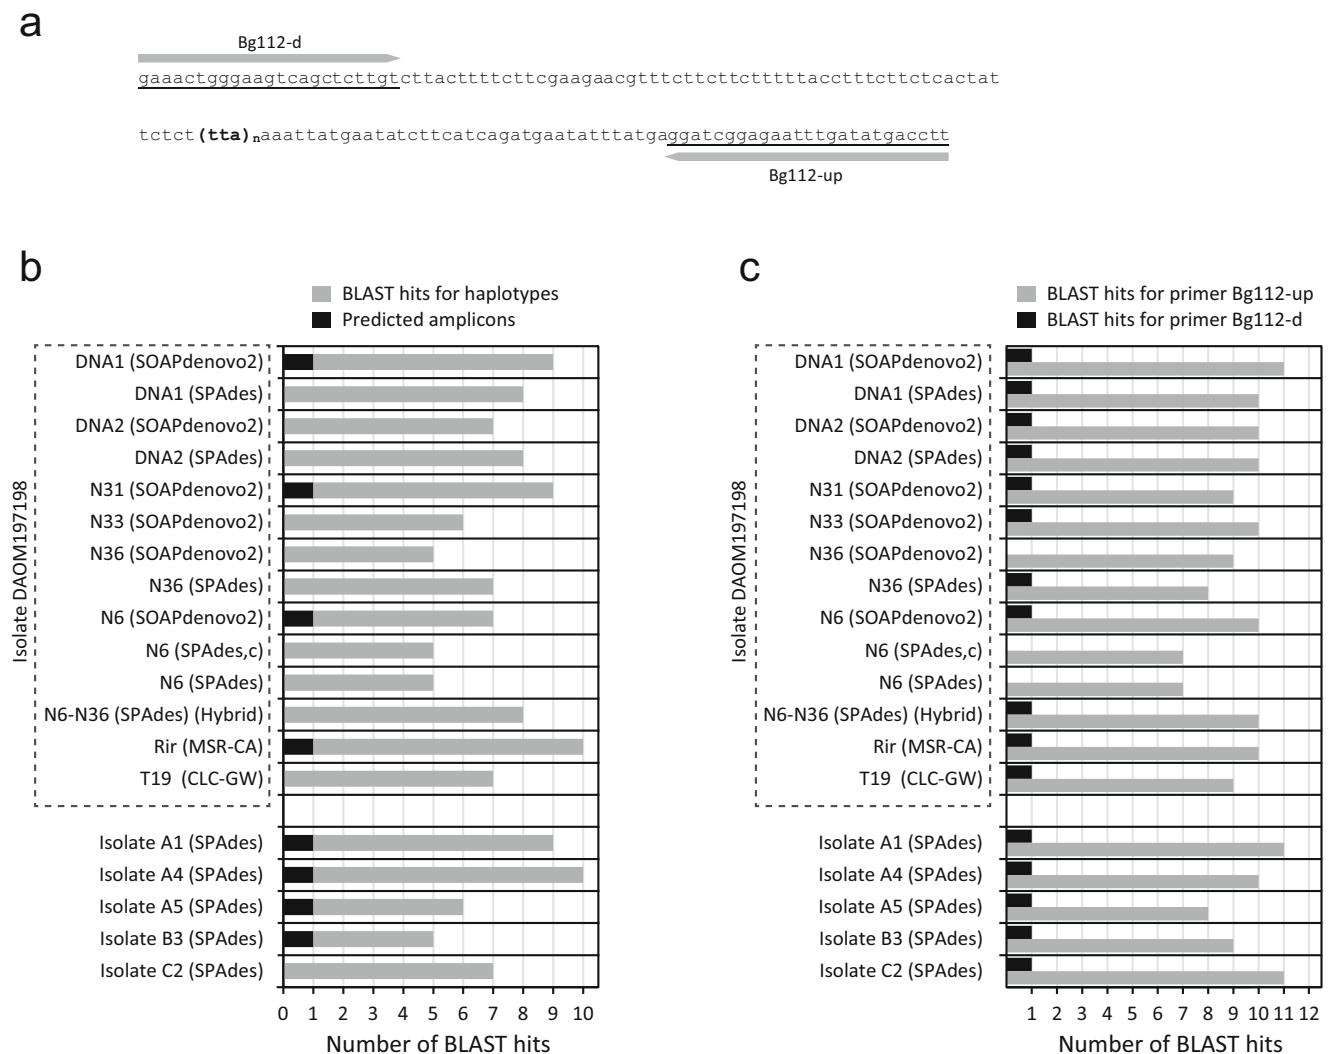 a
Bg112-d
gaaactgggaagtcagctcttgtcttacttttcttcgaagaacgtttcttcttctttttacctttcttctcactat
tctct(tta)naaattatgaatatcttcatcagatgaatatttatgaggatcggagaatttgatatgacctt
Bg112-up
b
BLAST hits for haplotypes
Predicted amplicons
Isolate DAOM197198
DNA1 (SOAPdenovo2)
DNA1 (SPAdes)
DNA2 (SOAPdenovo2)
DNA2 (SPAdes)
N31 (SOAPdenovo2)
N33 (SOAPdenovo2)
N36 (SOAPdenovo2)
N36 (SPAdes)
N6 (SOAPdenovo2)
N6 (SPAdes,c)
N6 (SPAdes)
N6-N36 (SPAdes) (Hybrid)
Rir (MSR-CA)
T19 (CLC-GW)
Isolate A1 (SPAdes)
Isolate A4 (SPAdes)
Isolate A5 (SPAdes)
Isolate B3 (SPAdes)
Isolate C2 (SPAdes)
0 1 2 3 4 5 6 7 8 9 10
Number of BLAST hits
c
BLAST hits for primer Bg112-up
BLAST hits for primer Bg112-d
Isolate DAOM197198
DNA1 (SOAPdenovo2)
DNA1 (SPAdes)
DNA2 (SOAPdenovo2)
DNA2 (SPAdes)
N31 (SOAPdenovo2)
N33 (SOAPdenovo2)
N36 (SOAPdenovo2)
N36 (SPAdes)
N6 (SOAPdenovo2)
N6 (SPAdes,c)
N6 (SPAdes)
N6-N36 (SPAdes) (Hybrid)
Rir (MSR-CA)
T19 (CLC-GW)
Isolate A1 (SPAdes)
Isolate A4 (SPAdes)
Isolate A5 (SPAdes)
Isolate B3 (SPAdes)
Isolate C2 (SPAdes)
1 2 3 4 5 6 7 8 9 10 11 12
Number of BLAST hits